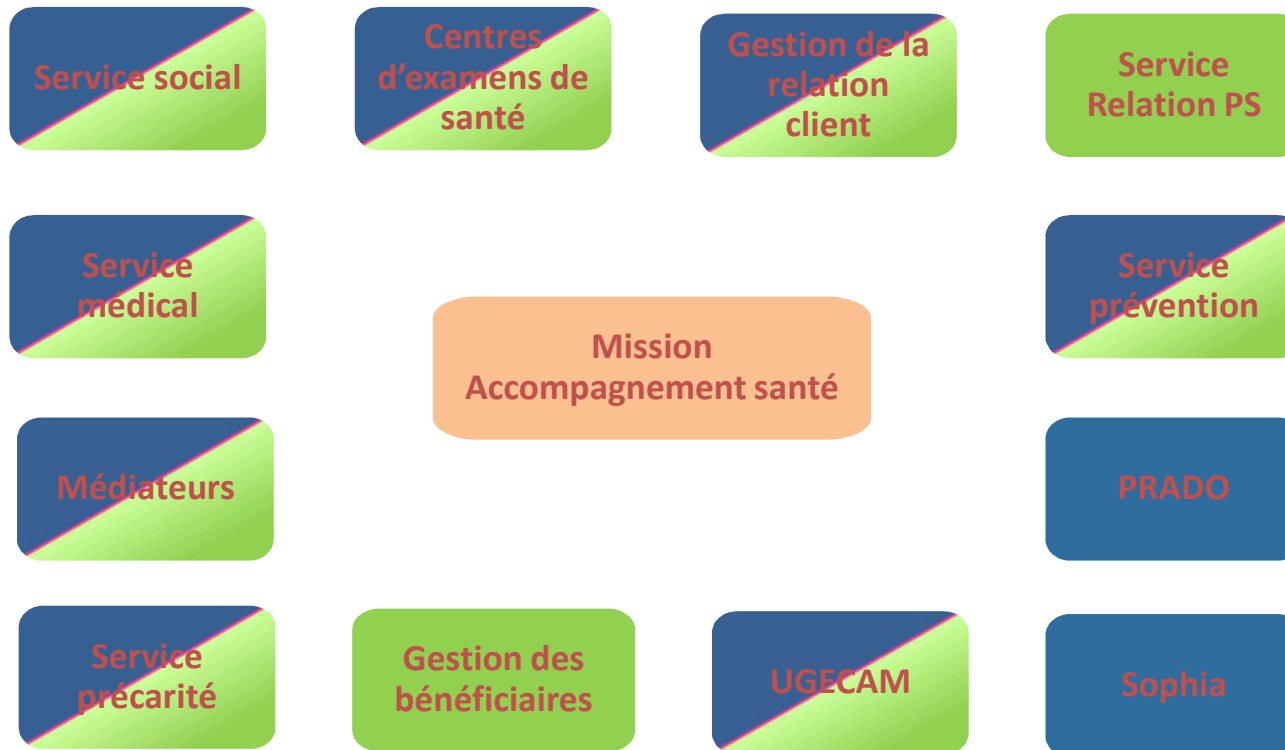 Service social
Centres
d’examens de
santé
Gestion de la
relation
client
Service
Relation PS
Service
médical
Service
prévention
Mission
Accompagnement santé
Médiateurs
PRADO
Service
précarité
Gestion des
bénéficiaires
UGECAM
Sophia